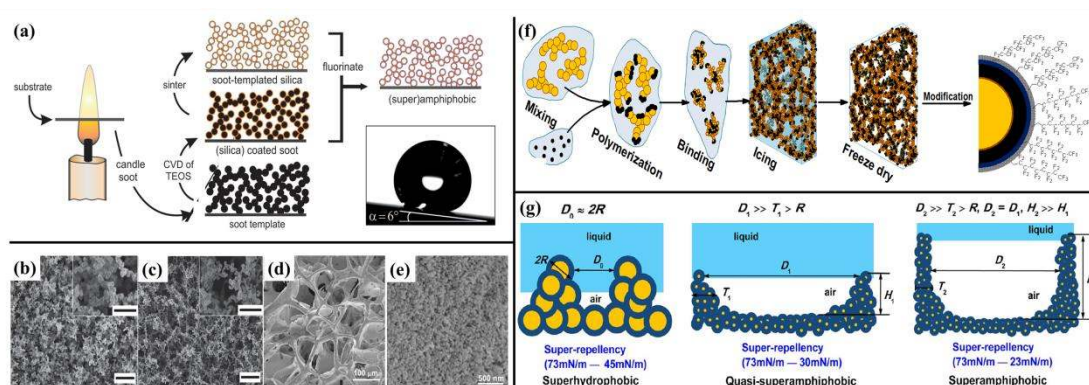 (a)
substrate
candle
soot
sinter
CVD of
TEOS
soot-templated silica
(silica) coated soot
soot template
fluorinate
(super)amphiphobic
α=6°
(b)
(c)
(d)
100 μm
(e)
500 nm
(f)
Mixing
Polymerization
Binding
Icing
Freeze dry
Modification
(g)
D₀ ≈ 2R
liquid
2R
D₀
air
Super-repellency
(73mN/m — 45mN/m)
Superhydrophobic
D₁ >> T₁ > R
liquid
D₁
T₁
air
H₁
Super-repellency
(73mN/m — 30mN/m)
Quasi-superamphiphobic
D₂ >> T₂ > R, D₂ = D₁, H₂ >> H₁
liquid
D₂
T₂
air
Super-repellency
(73mN/m — 23mN/m)
Superamphiphobic